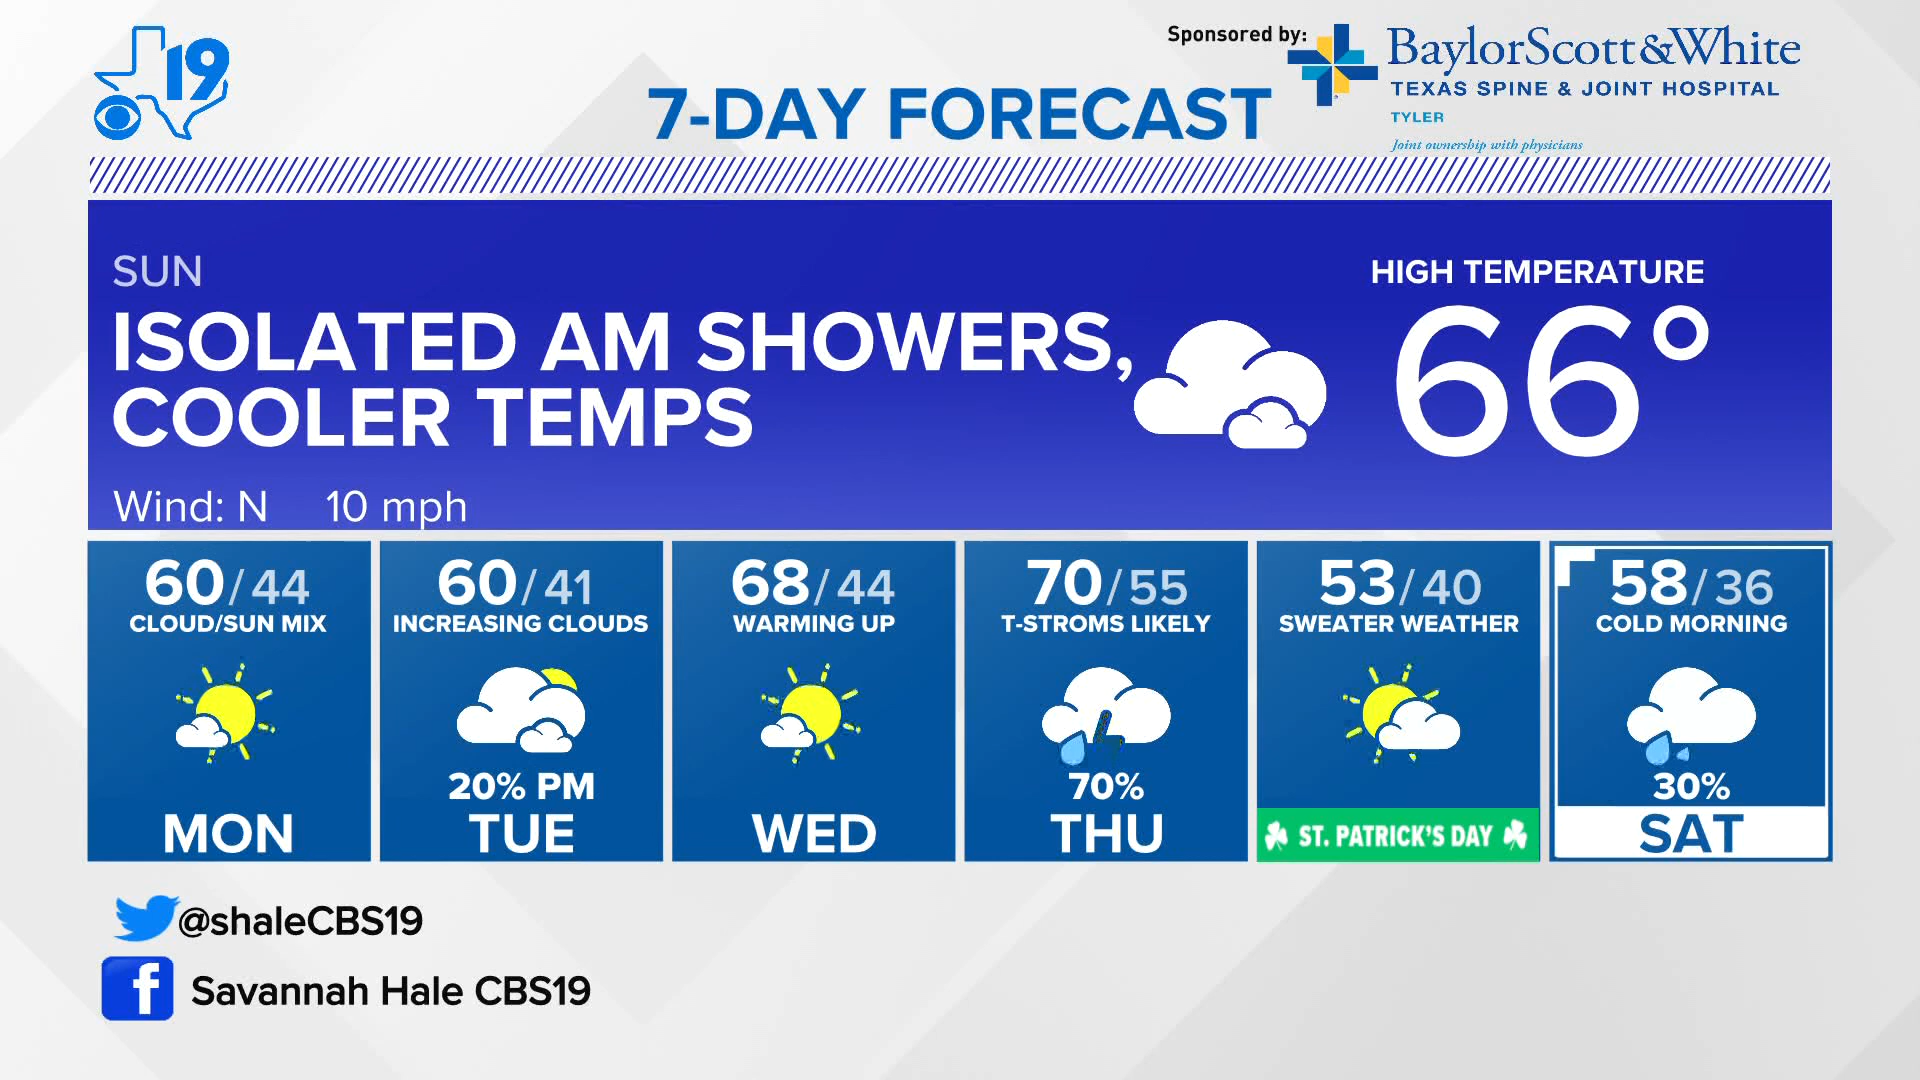 19
Sponsored by:
BaylorScott&White
TEXAS SPINE & JOINT HOSPITAL
TYLER
Joint ownership with physicians
7-DAY FORECAST
SUN
ISOLATED AM SHOWERS,
COOLER TEMPS
Wind: N 10 mph
HIGH TEMPERATURE
66°
60/44
CLOUD/SUN MIX
MON
60/41
INCREASING CLOUDS
20% PM
TUE
68/44
WARMING UP
WED
70/55
T-STROMS LIKELY
70%
THU
53/40
SWEATER WEATHER
ST. PATRICK'S DAY
58/36
COLD MORNING
30%
SAT
@shaleCBS19
f Savannah Hale CBS19